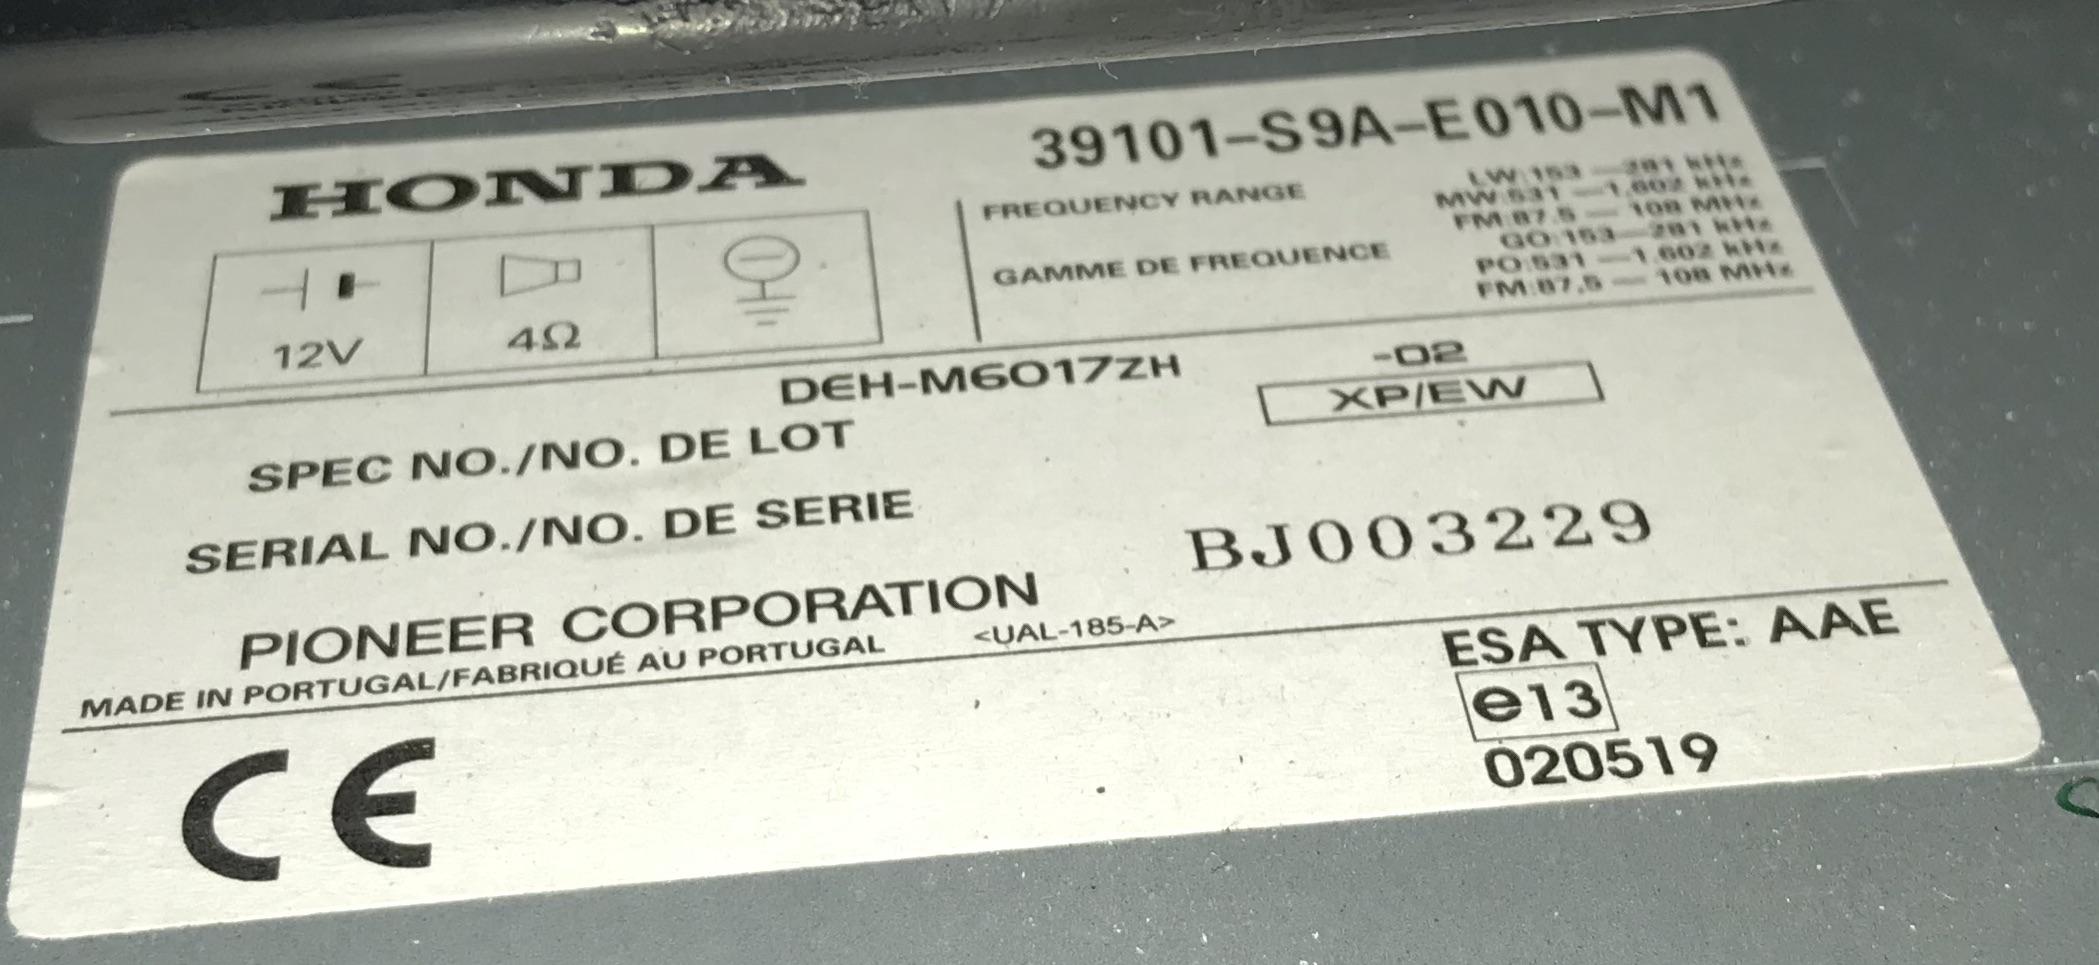 HONDA
39101-S9A-E010-M1
FREQUENCY RANGE
LW:153 — 281 kHz
MW:531 — 1,602 kHz
FM:87.5 — 108 MHz
GAMME DE FREQUENCE
GO:153 — 281 kHz
PO:531 — 1.602 kHz
FM:87,5 — 108 MHz
12V
4Ω
DEH-M6017ZH
-02
XP/EW
SPEC NO./NO. DE LOT
SERIAL NO./NO. DE SERIE
BJ003229
PIONEER CORPORATION
MADE IN PORTUGAL/FABRIQUÉ AU PORTUGAL
<UAL-185-A>
ESA TYPE: AAE
e13
020519
CE